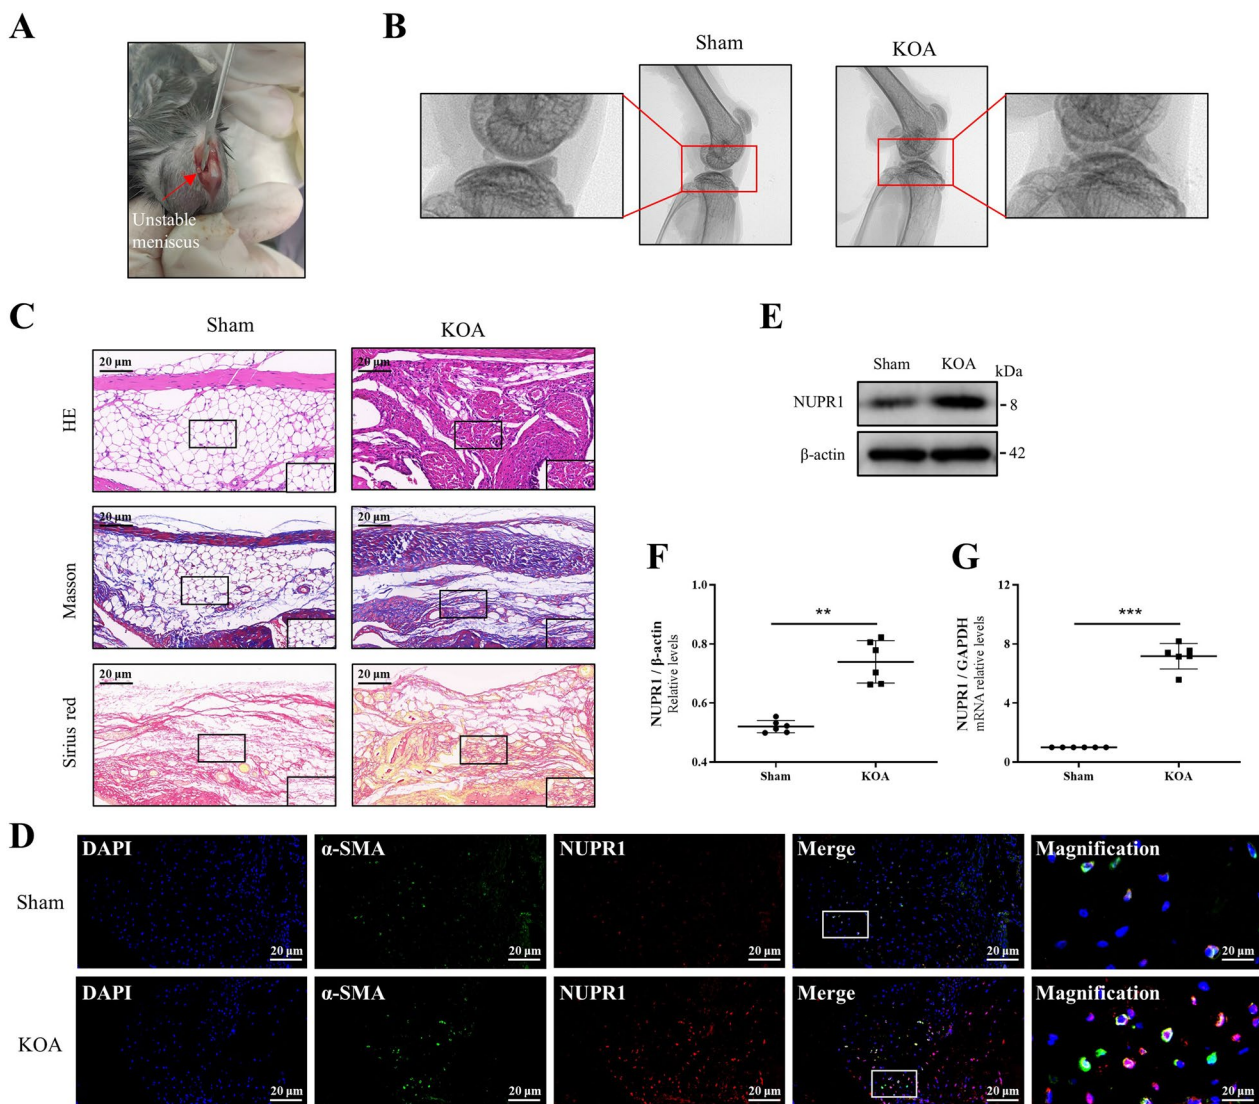 A
Unstable
meniscus
B
Sham
KOA
C
Sham
KOA
HE
20 μm
20 μm
Masson
20 μm
20 μm
Sirius red
20 μm
20 μm
E
Sham
KOA
kDa
NUPR1
8
β-actin
42
F
NUPR1 / β-actin
Relative levels
1.0
0.8
0.6
0.4
**
Sham
KOA
G
NUPR1 / GAPDH
mRNA relative levels
12
8
4
0
***
Sham
KOA
D
Sham
DAPI
20 μm
α-SMA
20 μm
NUPR1
20 μm
Merge
20 μm
Magnification
20 μm
KOA
DAPI
20 μm
α-SMA
20 μm
NUPR1
20 μm
Merge
20 μm
Magnification
20 μm